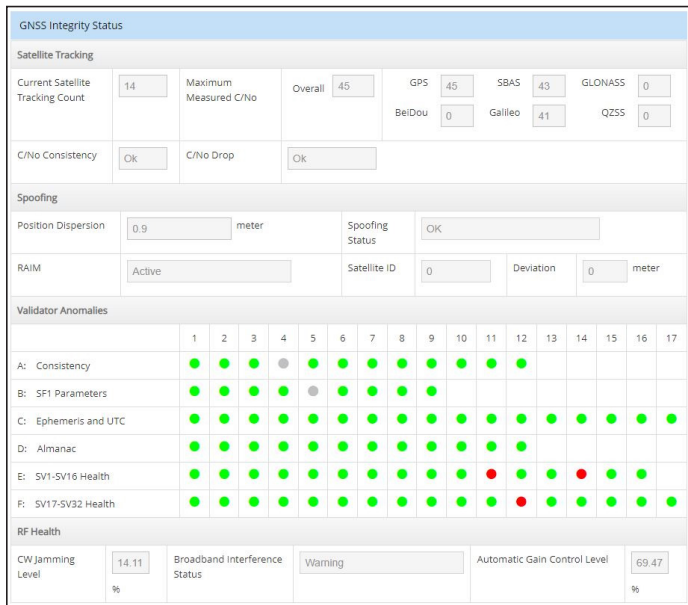 GNSS Integrity Status
Satellite Tracking
Current Satellite
Tracking Count
14
Maximum
Measured C/No
Overall 45
GPS 45 SBAS 43 GLONASS 0
BeiDou 0 Galileo 41 QZSS 0
C/No Consistency Ok C/No Drop Ok
Spoofing
Position Dispersion 0.9 meter
Spoofing
Status
OK
RAIM Active Satellite ID 0 Deviation 0 meter
Validator Anomalies
1 2 3 4 5 6 7 8 9 10 11 12 13 14 15 16 17
A: Consistency
B: SF1 Parameters
C: Ephemeris and UTC
D: Almanac
E: SV1-SV16 Health
F: SV17-SV32 Health
RF Health
CW Jamming
Level
14.11
%
Broadband Interference
Status
Warning
Automatic Gain Control Level
69.47
%